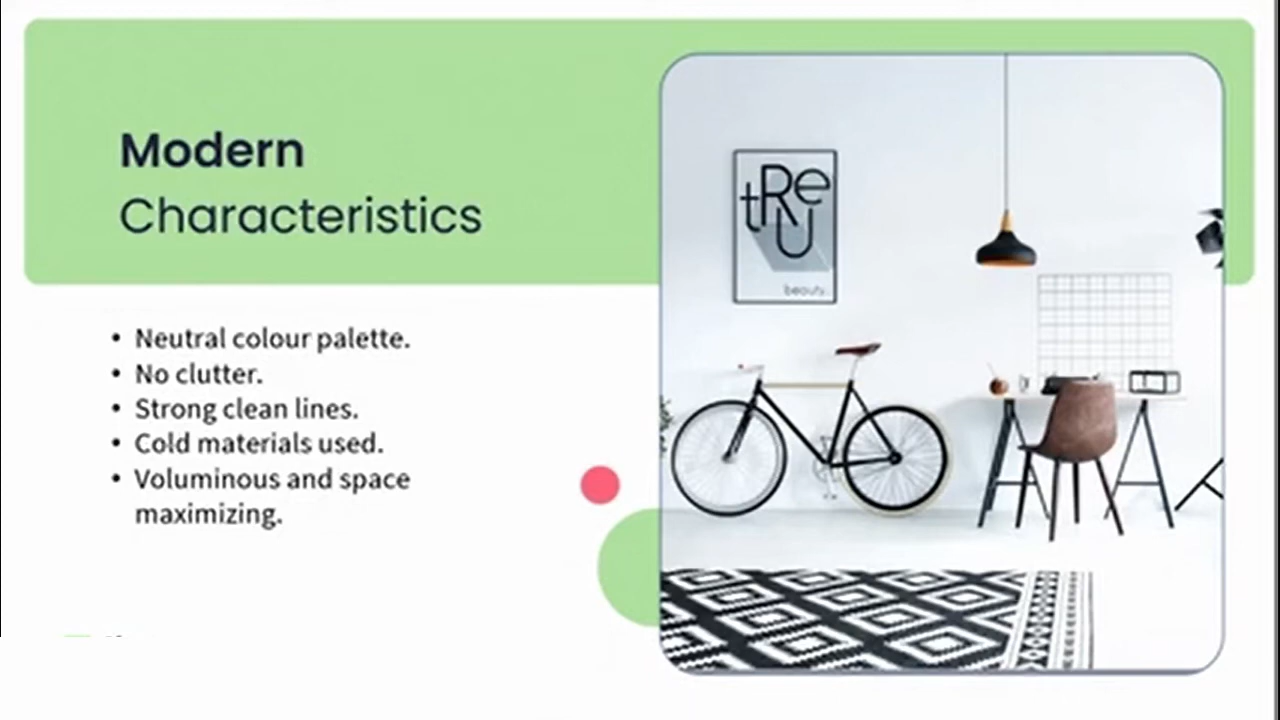 Modern
Characteristics
• Neutral colour palette.
• No clutter.
• Strong clean lines.
• Cold materials used.
• Voluminous and space
maximizing.
tRe
U
beauty